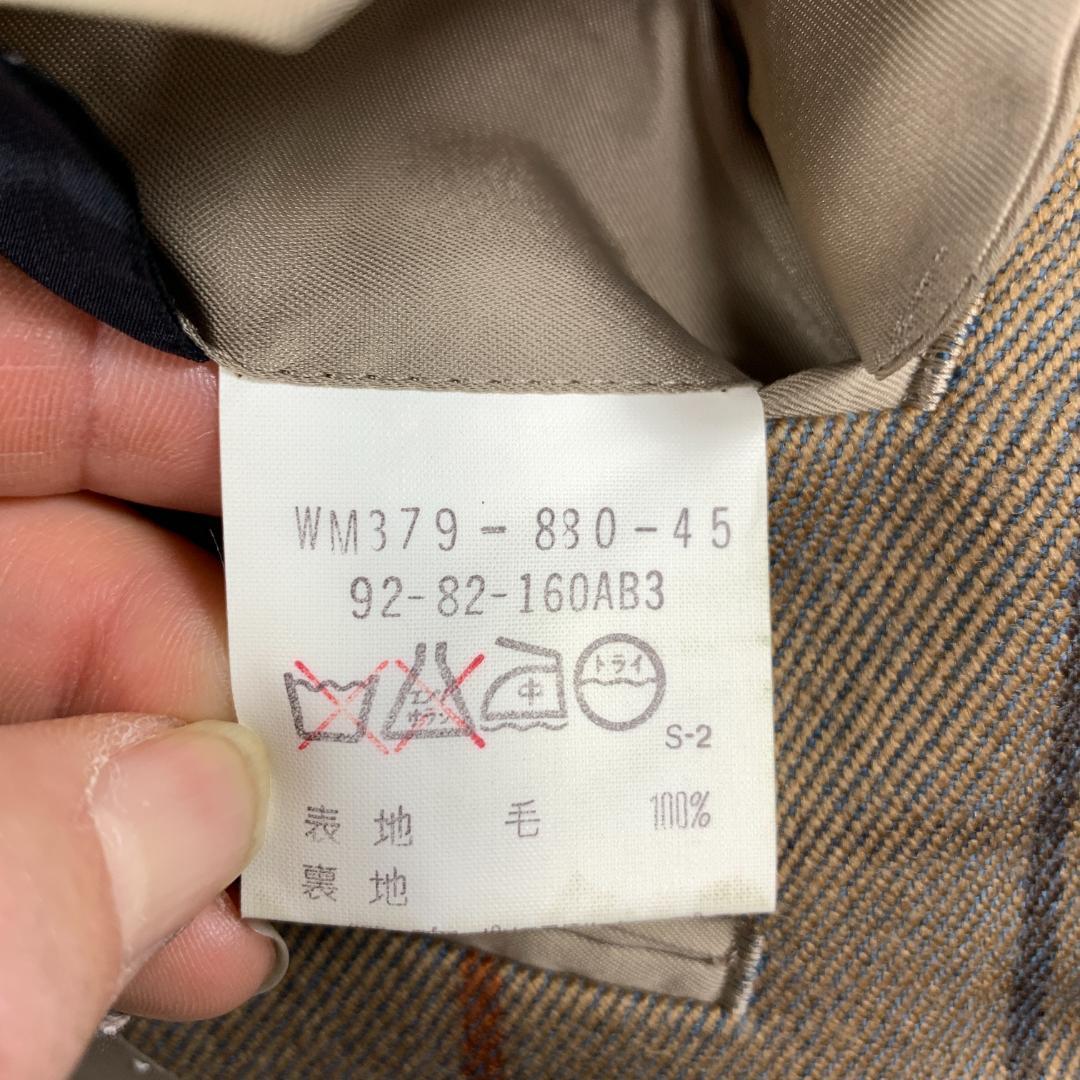 WM379-880-45
92-82-160AB3
エンソサラシ
中
ドライ
S-2
表地 毛 100%
裏地